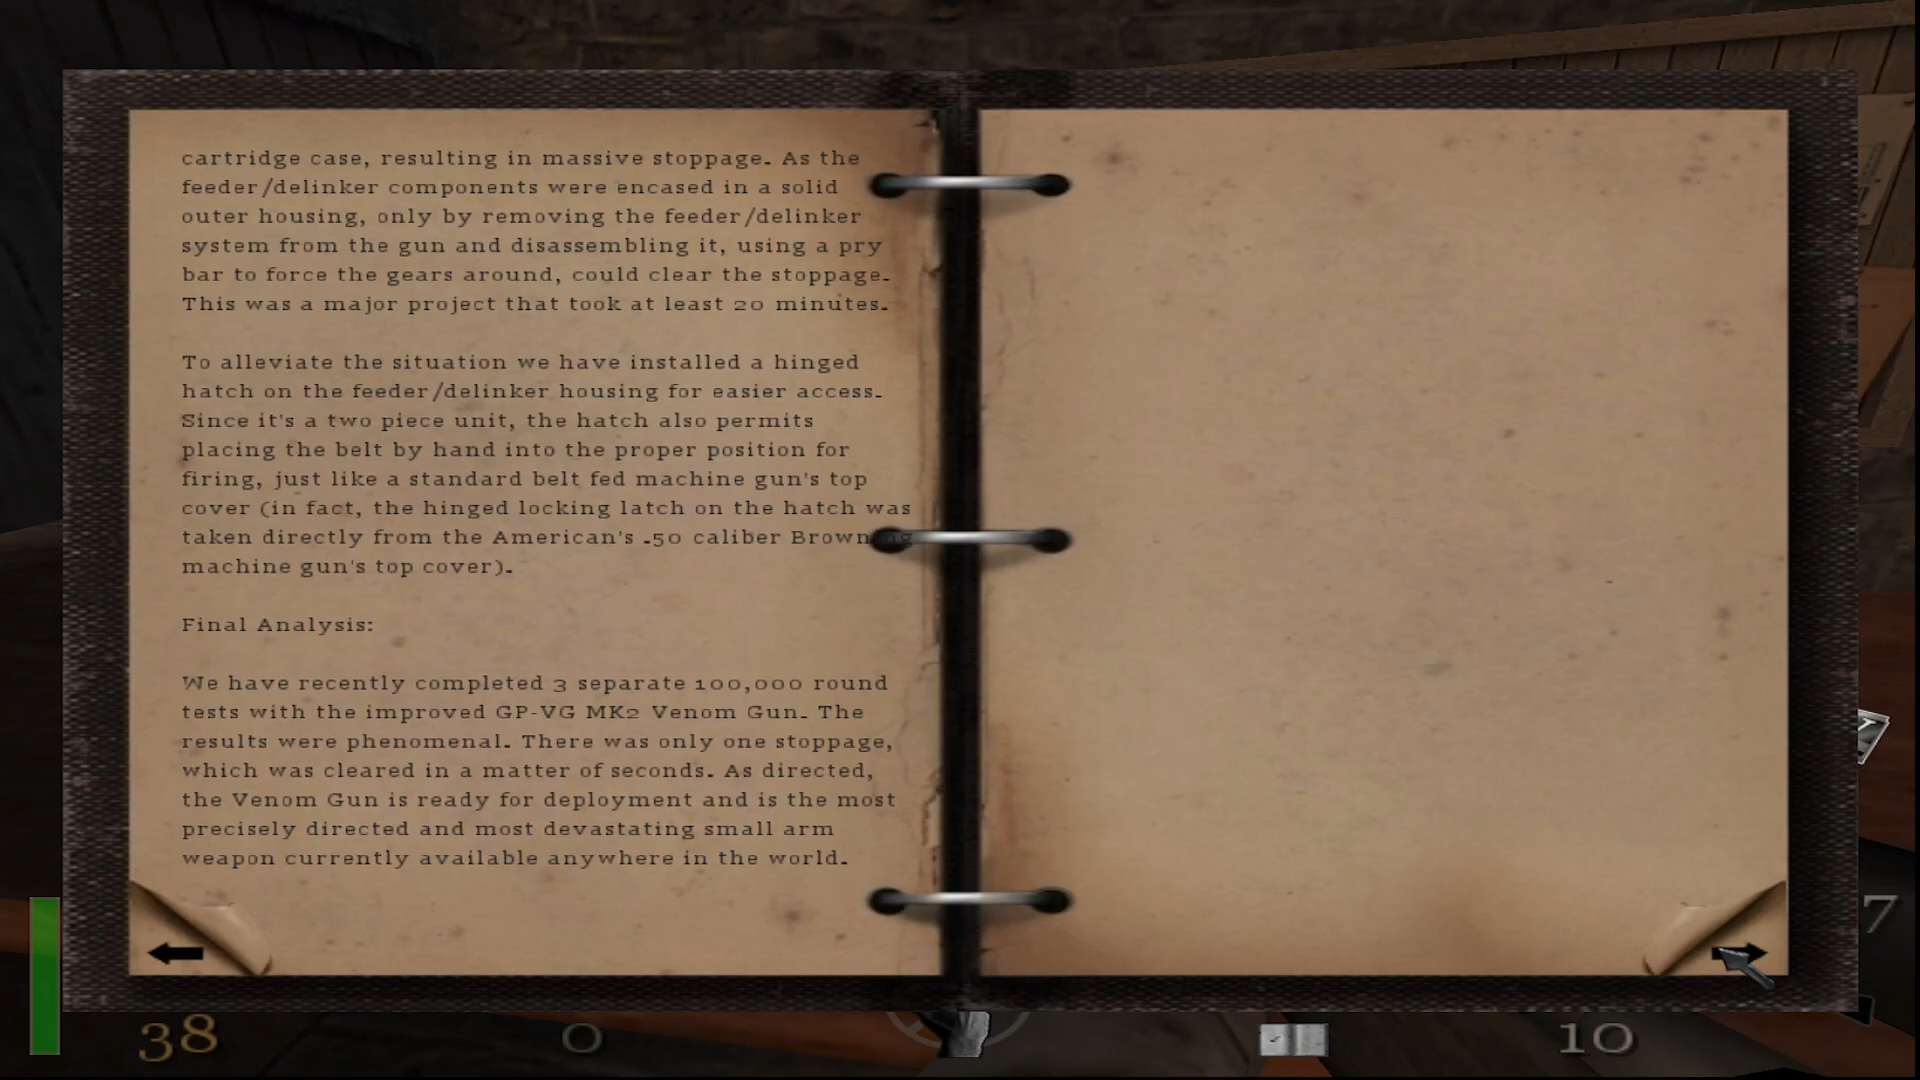 cartridge case, resulting in massive stoppage. As the
feeder/delinker components were encased in a solid
outer housing, only by removing the feeder/delinker
system from the gun and disassembling it, using a pry
bar to force the gears around, could clear the stoppage.
This was a major project that took at least 20 minutes.
To alleviate the situation we have installed a hinged
hatch on the feeder/delinker housing for easier access.
Since it's a two piece unit, the hatch also permits
placing the belt by hand into the proper position for
firing, just like a standard belt fed machine gun's top
cover (in fact, the hinged locking latch on the hatch was
taken directly from the American's .50 caliber Browning
machine gun's top cover).
Final Analysis:
We have recently completed 3 separate 100,000 round
tests with the improved GP-VG MK2 Venom Gun. The
results were phenomenal. There was only one stoppage,
which was cleared in a matter of seconds. As directed,
the Venom Gun is ready for deployment and is the most
precisely directed and most devastating small arm
weapon currently available anywhere in the world.
7
38 0 10